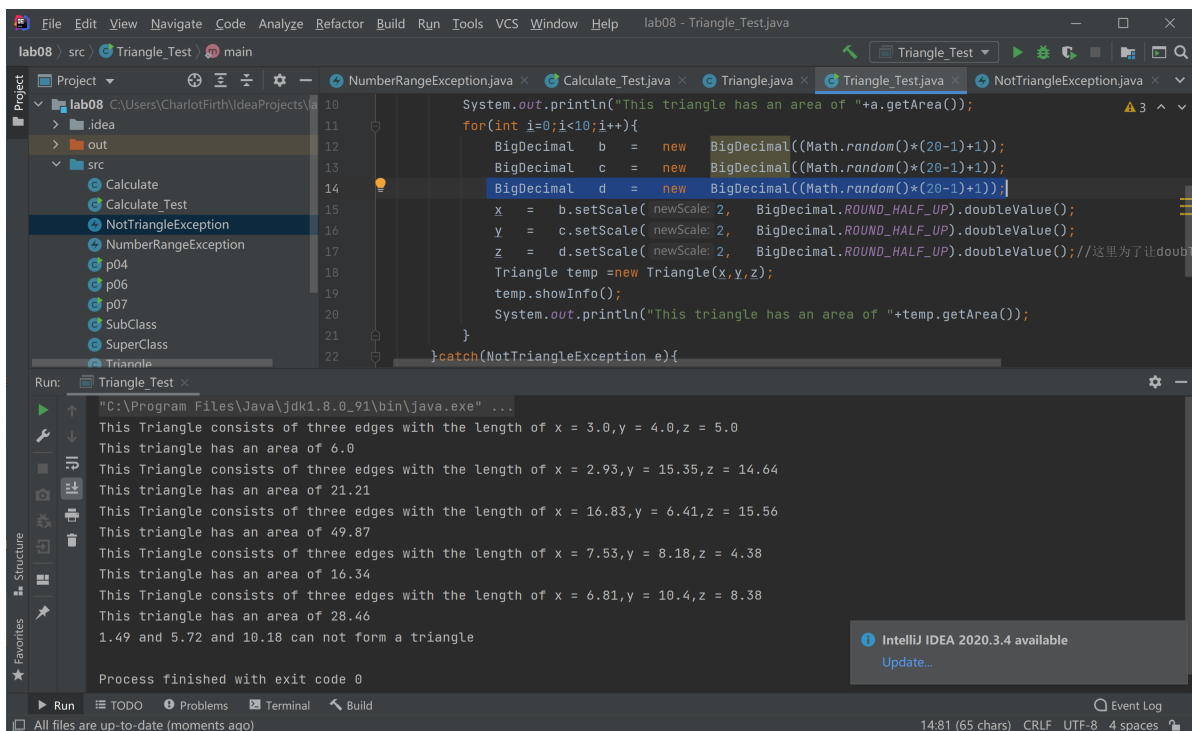 File Edit View Navigate Code Analyze Refactor Build Run Tools VCS Window Help lab08 - Triangle_Test.java
lab08 src Triangle_Test main Triangle_Test
Project
Project
NumberRangeException.java Calculate_Test.java Triangle.java Triangle_Test.java NotTriangleException.java
lab08 C:\Users\CharlotFirth\IdeaProjects\la
.idea
out
src
Calculate
Calculate_Test
NotTriangleException
NumberRangeException
p04
p06
p07
SubClass
SuperClass
Triangle
3
10 System.out.println("This triangle has an area of "+a.getArea());
11 for(int i=0;i<10;i++){
12 BigDecimal b = new BigDecimal((Math.random()*(20-1)+1));
13 BigDecimal c = new BigDecimal((Math.random()*(20-1)+1));
14 BigDecimal d = new BigDecimal((Math.random()*(20-1)+1));
15 x = b.setScale( newScale: 2, BigDecimal.ROUND_HALF_UP).doubleValue();
16 y = c.setScale( newScale: 2, BigDecimal.ROUND_HALF_UP).doubleValue();
17 z = d.setScale( newScale: 2, BigDecimal.ROUND_HALF_UP).doubleValue();//这里为了让doubl
18 Triangle temp =new Triangle(x,y,z);
19 temp.showInfo();
20 System.out.println("This triangle has an area of "+temp.getArea());
21 }
22 }catch(NotTriangleException e){
Run: Triangle_Test
"C:\Program Files\Java\jdk1.8.0_91\bin\java.exe" ...
This Triangle consists of three edges with the length of x = 3.0,y = 4.0,z = 5.0
This triangle has an area of 6.0
This Triangle consists of three edges with the length of x = 2.93,y = 15.35,z = 14.64
This triangle has an area of 21.21
This Triangle consists of three edges with the length of x = 16.83,y = 6.41,z = 15.56
This triangle has an area of 49.87
This Triangle consists of three edges with the length of x = 7.53,y = 8.18,z = 4.38
This triangle has an area of 16.34
This Triangle consists of three edges with the length of x = 6.81,y = 10.4,z = 8.38
This triangle has an area of 28.46
1.49 and 5.72 and 10.18 can not form a triangle
Process finished with exit code 0
Structure
Favorites
IntelliJ IDEA 2020.3.4 available
Update...
Run TODO Problems Terminal Build Event Log
All files are up-to-date (moments ago) 14:81 (65 chars) CRLF UTF-8 4 spaces